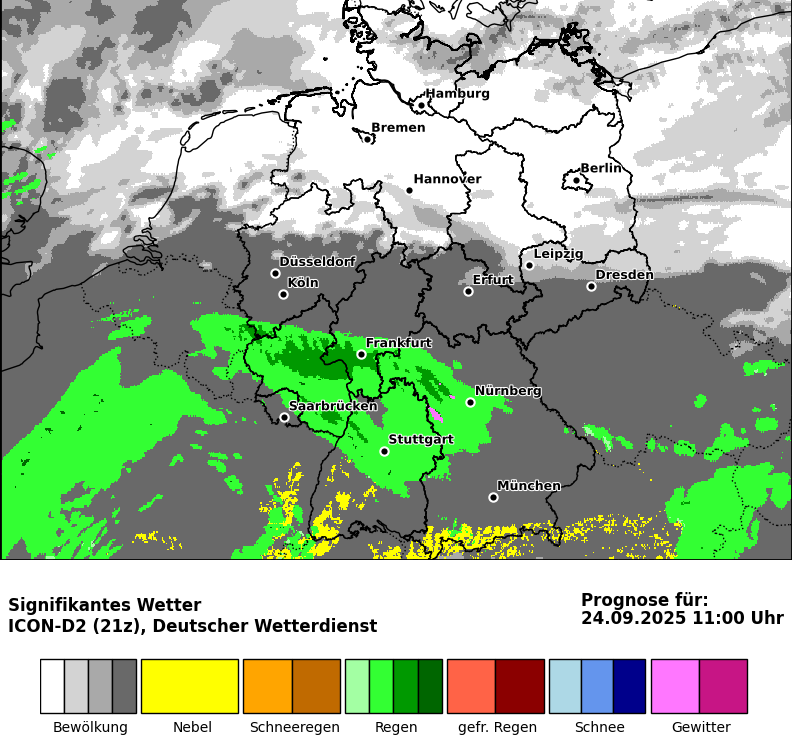 Hamburg
Bremen
Berlin
Hannover
Leipzig
Düsseldorf
Dresden
Köln
Erfurt
Frankfurt
Nürnberg
Saarbrücken
Stuttgart
München
Signifikantes Wetter
ICON-D2 (21z), Deutscher Wetterdienst
Prognose für:
24.09.2025 11:00 Uhr
Bewölkung
Nebel
Schneeregen
Regen
gefr. Regen
Schnee
Gewitter